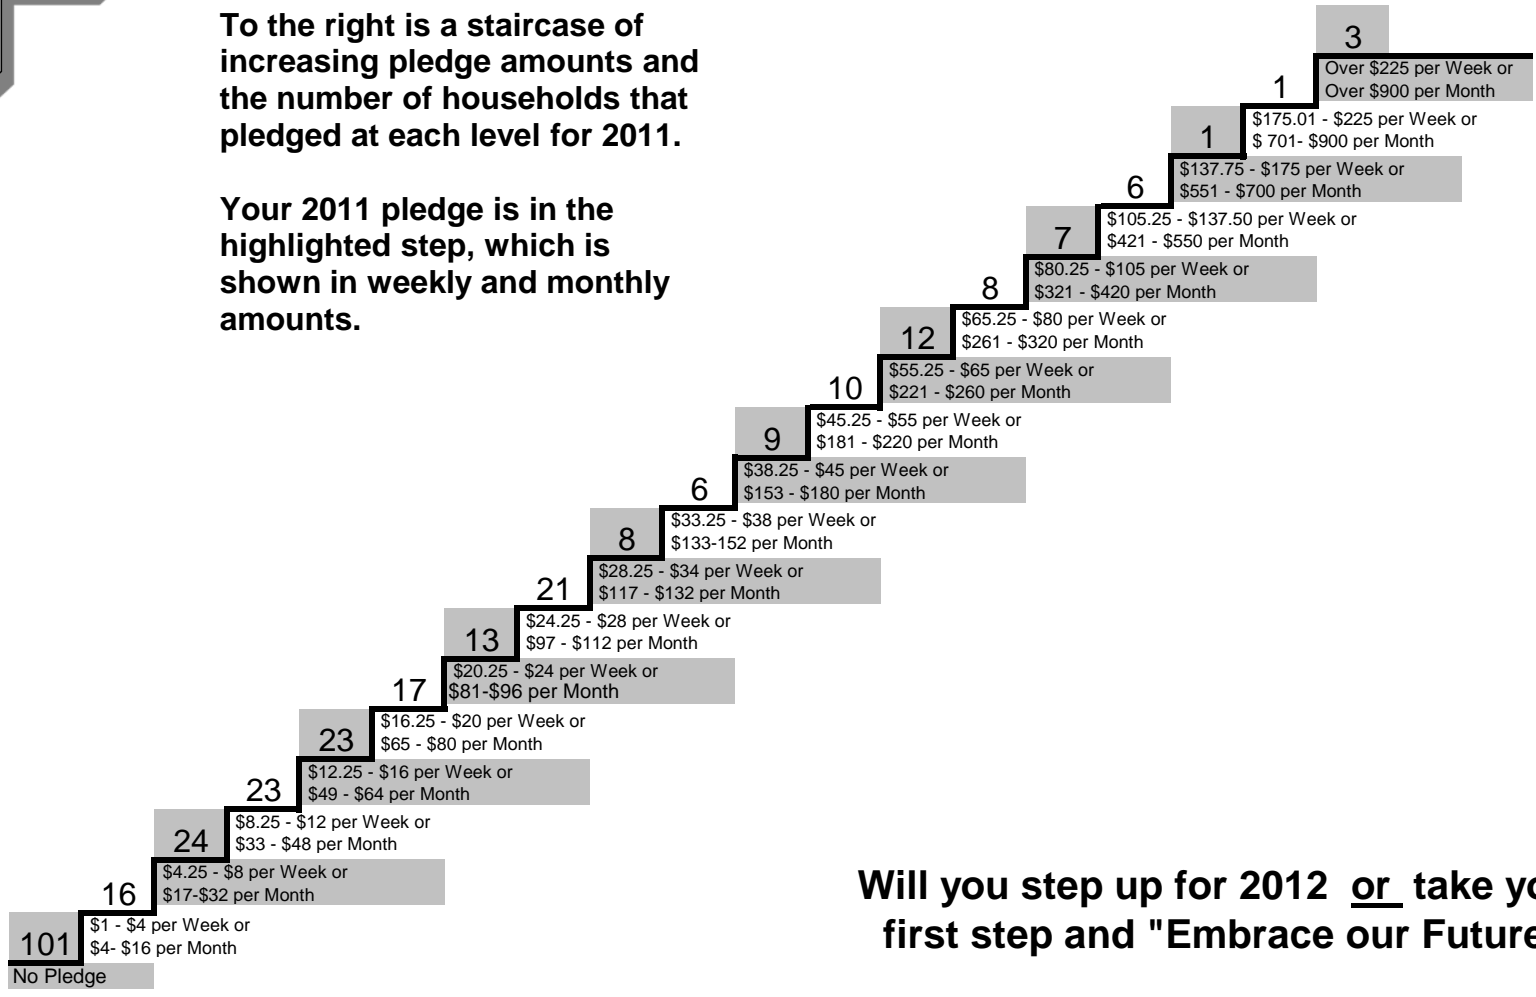 To the right is a staircase of
increasing pledge amounts and
the number of households that
pledged at each level for 2011.
Your 2011 pledge is in the
highlighted step, which is
shown in weekly and monthly
amounts.
3
Over $225 per Week or
Over $900 per Month
1
$175.01 - $225 per Week or
$ 701- $900 per Month
1
$137.75 - $175 per Week or
$551 - $700 per Month
6
$105.25 - $137.50 per Week or
$421 - $550 per Month
7
$80.25 - $105 per Week or
$321 - $420 per Month
8
$65.25 - $80 per Week or
$261 - $320 per Month
12
$55.25 - $65 per Week or
$221 - $260 per Month
10
$45.25 - $55 per Week or
$181 - $220 per Month
9
$38.25 - $45 per Week or
$153 - $180 per Month
6
$33.25 - $38 per Week or
$133-152 per Month
8
$28.25 - $34 per Week or
$117 - $132 per Month
21
$24.25 - $28 per Week or
$97 - $112 per Month
13
$20.25 - $24 per Week or
$81-$96 per Month
17
$16.25 - $20 per Week or
$65 - $80 per Month
23
$12.25 - $16 per Week or
$49 - $64 per Month
23
$8.25 - $12 per Week or
$33 - $48 per Month
24
$4.25 - $8 per Week or
$17-$32 per Month
16
$1 - $4 per Week or
$4- $16 per Month
101
No Pledge
Will you step up for 2012 or take yo
first step and "Embrace our Future